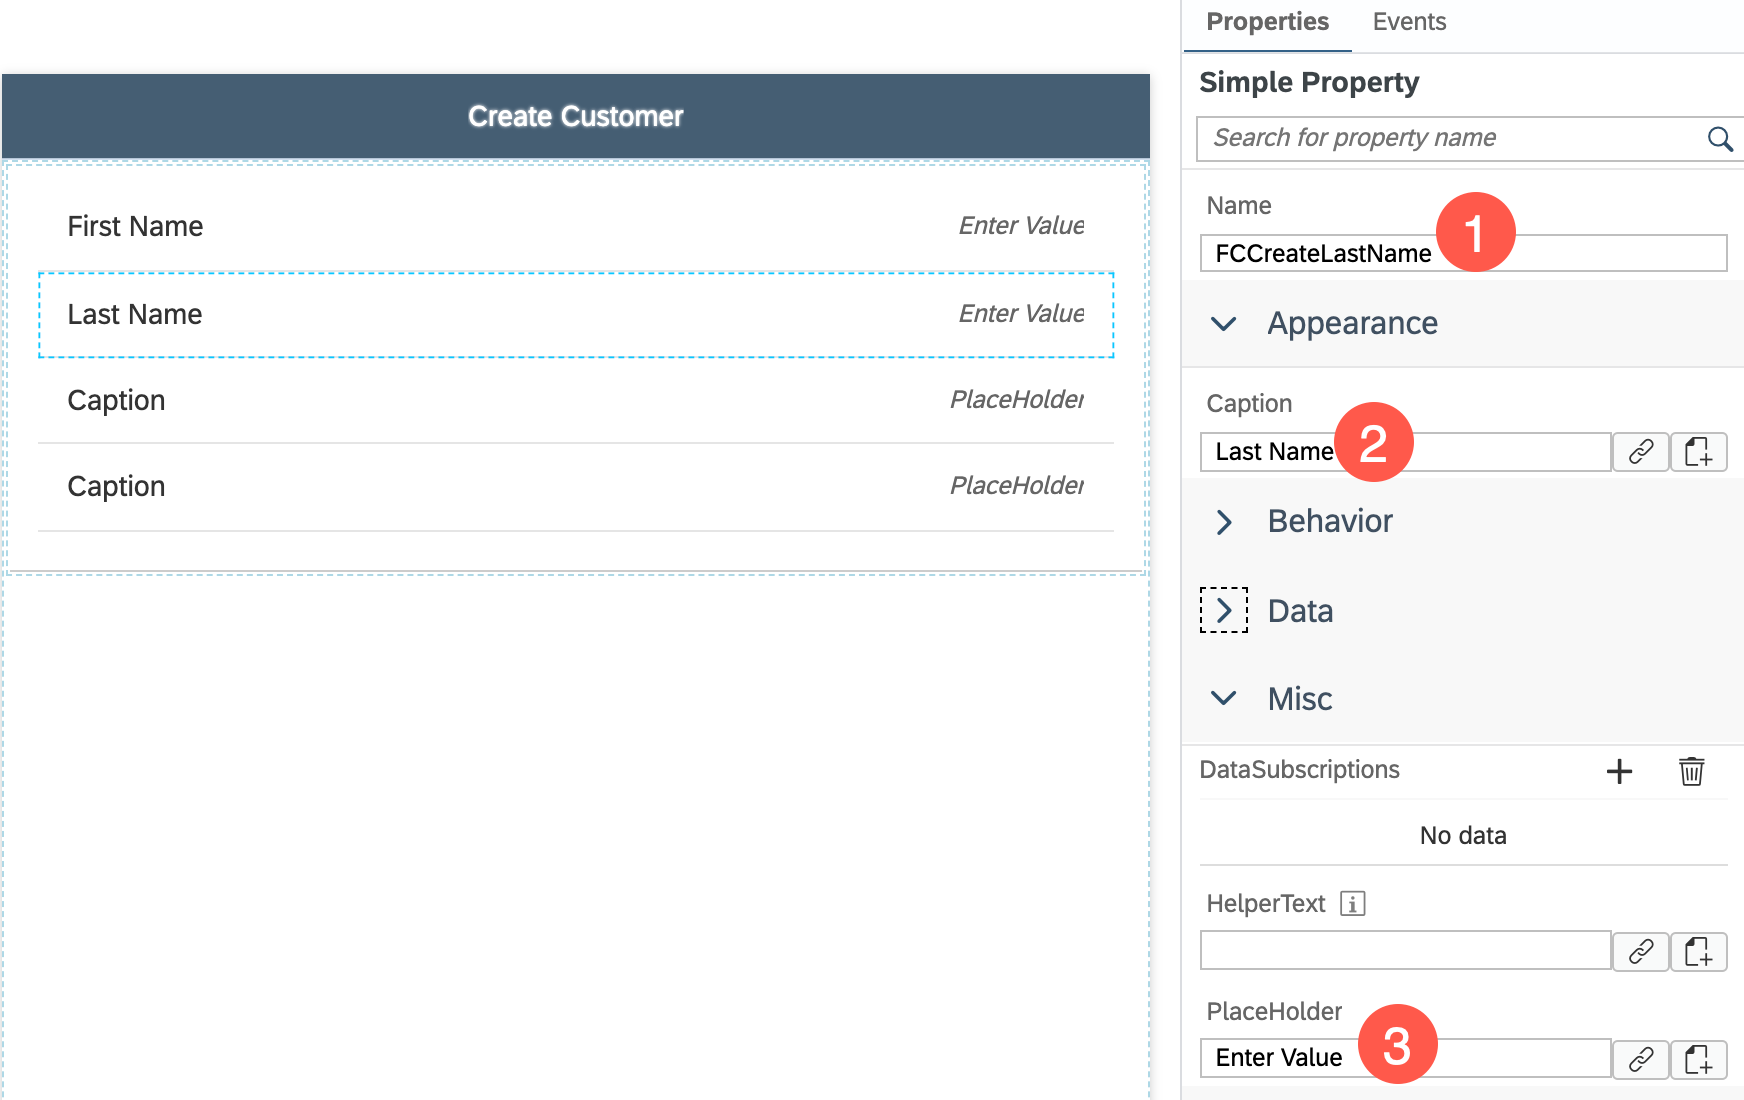 Create Customer
First Name Enter Value
Last Name Enter Value
Caption PlaceHolder
Caption PlaceHolder
Properties Events
Simple Property
Search for property name
Name
1
FCCreateLastName
Appearance
Caption
Last Name
2
Behavior
Data
Misc
DataSubscriptions
No data
HelperText i
PlaceHolder
Enter Value
3